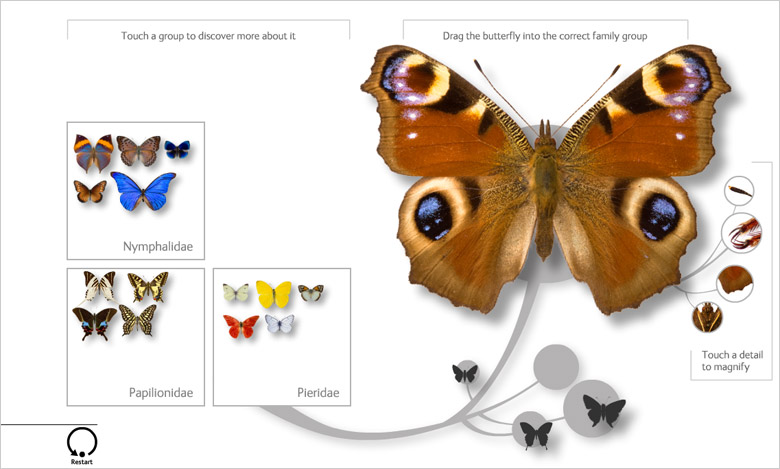 Touch a group to discover more about it
Drag the butterfly into the correct family group
Nymphalidae
Papilionidae
Pieridae
Touch a detail
to magnify
Restart